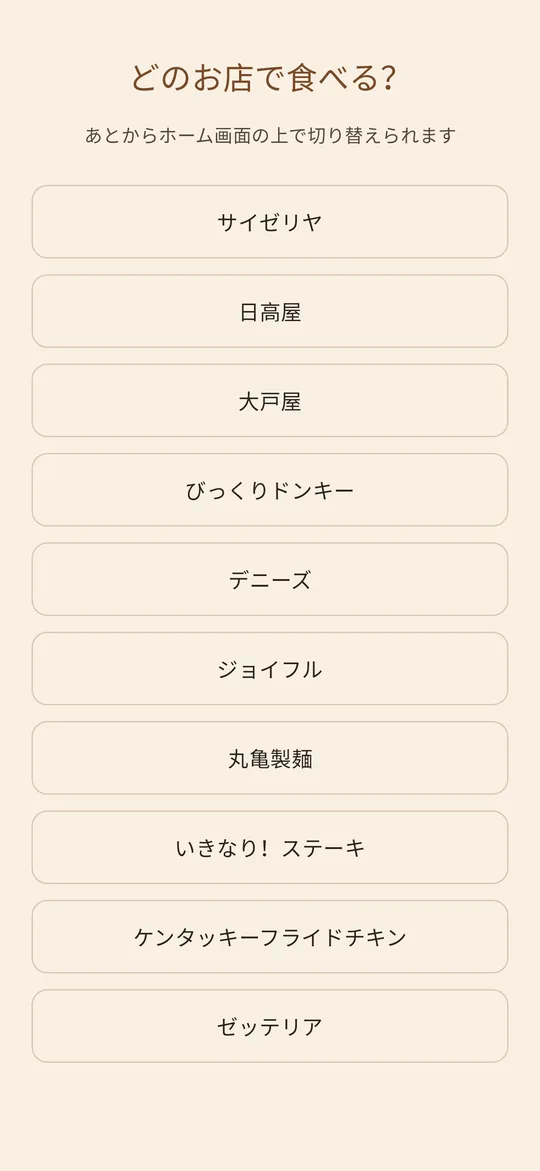 どのお店で食べる？
あとからホーム画面の上で切り替えられます
サイゼリヤ
日高屋
大戸屋
びっくりドンキー
デニーズ
ジョイフル
丸亀製麺
いきなり！ステーキ
ケンタッキーフライドチキン
ゼッテリア